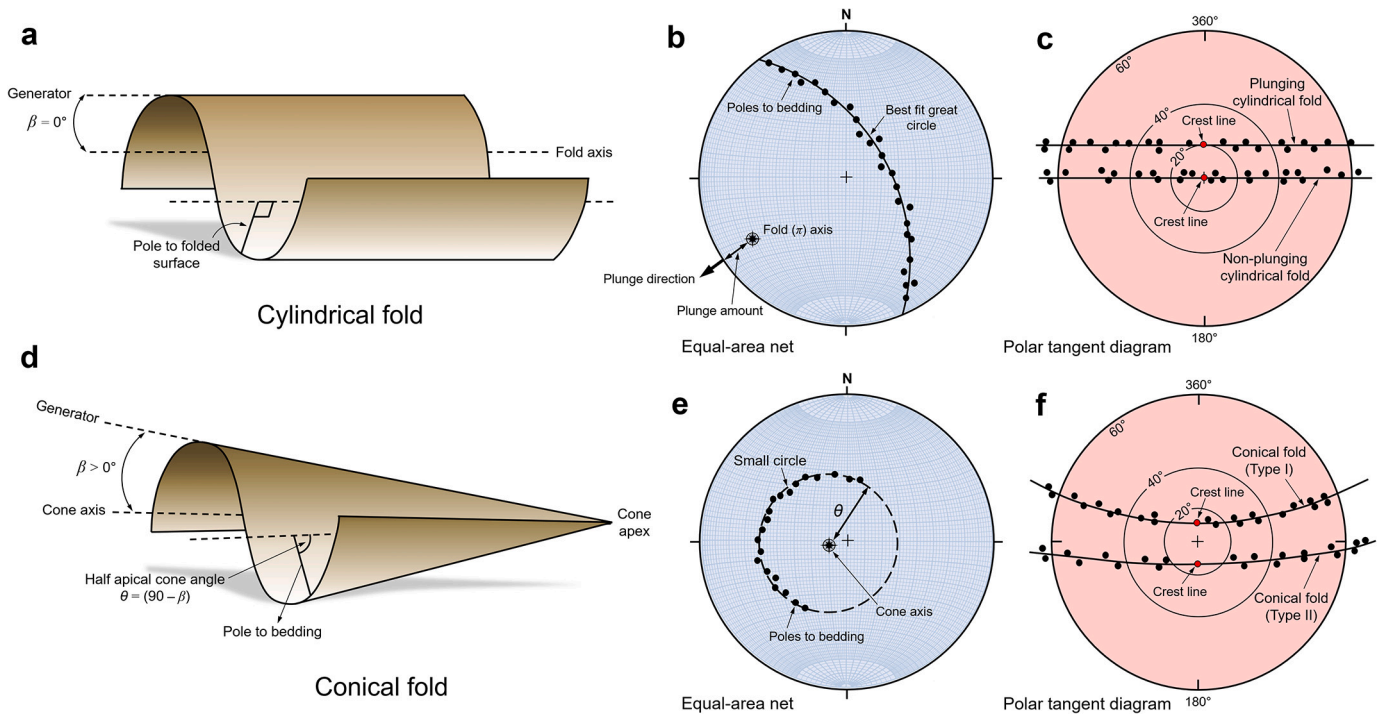 a
Generator
β = 0°
Fold axis
Pole to folded
surface
Cylindrical fold
b
N
Poles to bedding
Best fit great
circle
Fold (π) axis
Plunge direction
Plunge amount
Equal-area net
c
360°
60°
40°
20°
Plunging
cylindrical fold
Crest line
Crest line
Non-plunging
cylindrical fold
180°
Polar tangent diagram
d
Generator
β > 0°
Cone axis
Cone
apex
Half apical cone angle
θ = (90 – β)
Pole to bedding
Conical fold
e
N
Small circle
θ
Cone axis
Poles to bedding
Equal-area net
f
360°
60°
40°
20°
Conical fold
(Type I)
Crest line
Crest line
Conical fold
(Type II)
180°
Polar tangent diagram